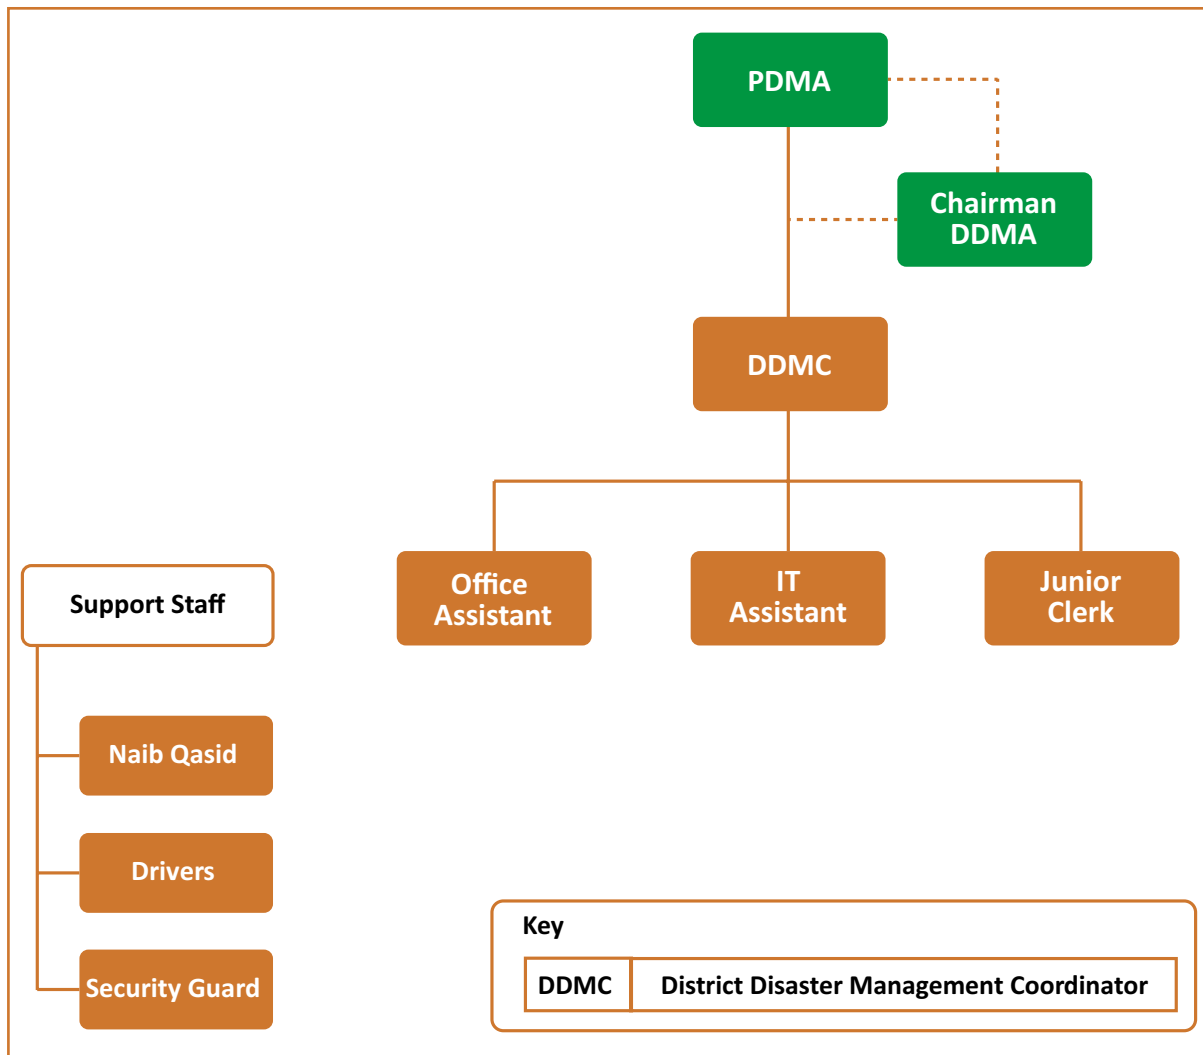 PDMA
Chairman
DDMA
DDMC
Office
Assistant
IT
Assistant
Junior
Clerk
Support Staff
Naib Qasid
Drivers
Security Guard
Key
DDMC District Disaster Management Coordinator